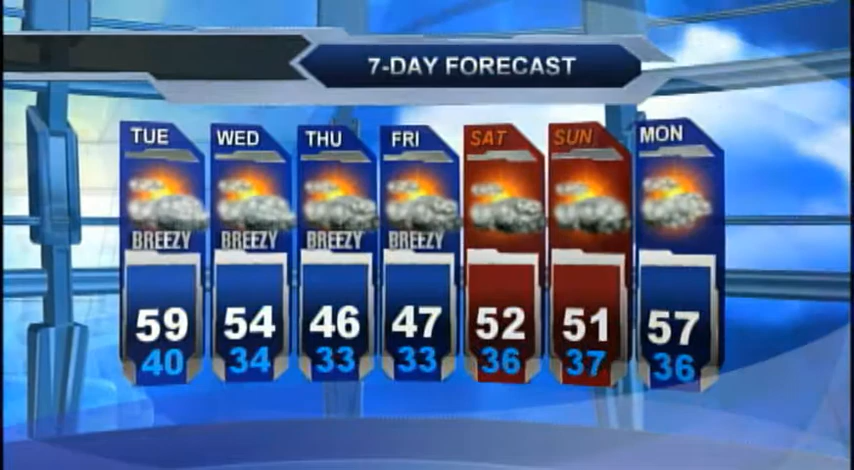 7-DAY FORECAST
TUE WED THU FRI SAT SUN MON
BREEZY BREEZY BREEZY BREEZY
59 54 46 47 52 51 57
40 34 33 33 36 37 36